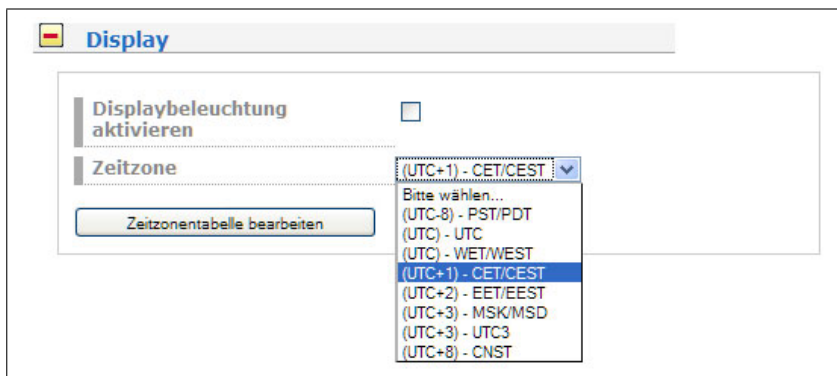 Display
Displaybeleuchtung
aktivieren
Zeitzone
(UTC+1) - CET/CEST
Bitte wählen...
(UTC-8) - PST/PDT
(UTC) - UTC
(UTC) - WET/WEST
(UTC+1) - CET/CEST
(UTC+2) - EET/EEST
(UTC+3) - MSK/MSD
(UTC+3) - UTC3
(UTC+8) - CNST
Zeitzonentabelle bearbeiten